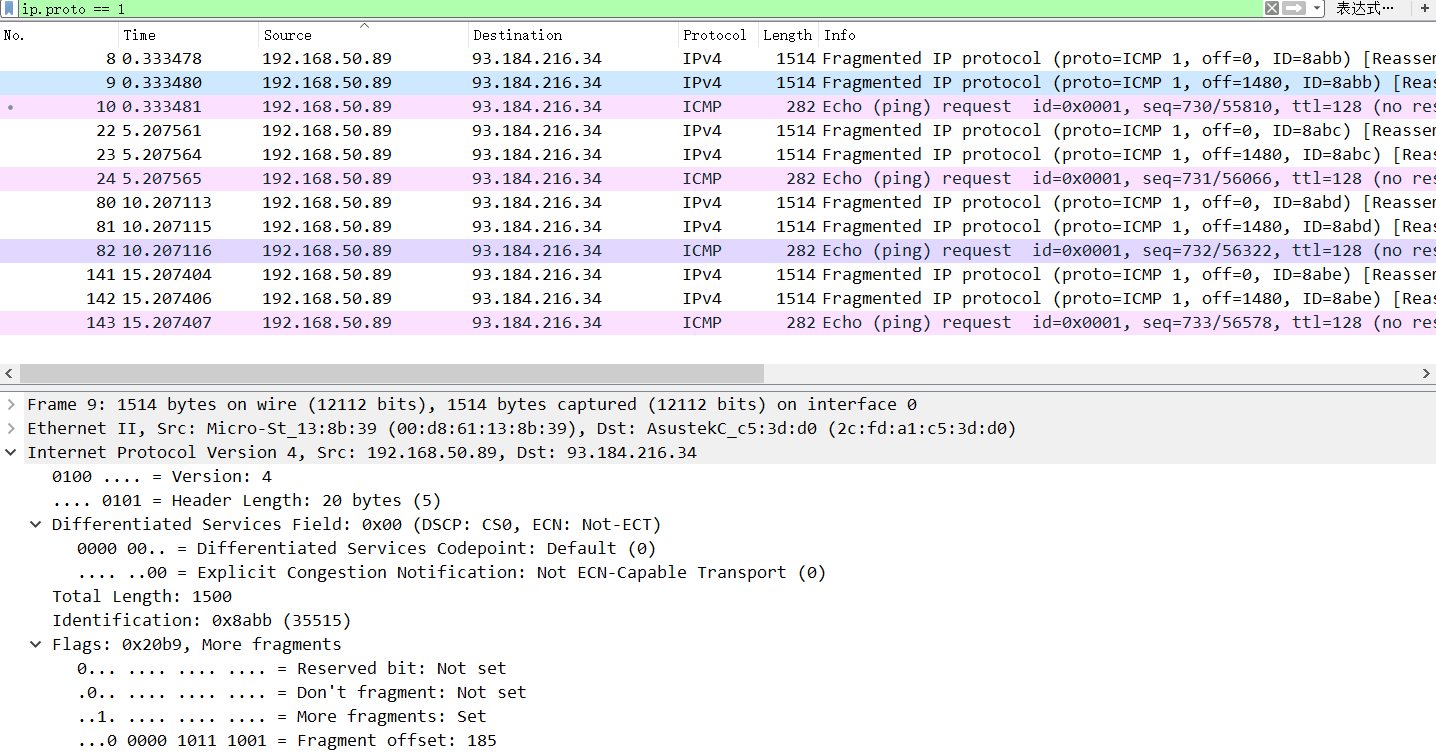 ip.proto == 1 表达式… +
No. Time Source Destination Protocol Length Info
8 0.333478 192.168.50.89 93.184.216.34 IPv4 1514 Fragmented IP protocol (proto=ICMP 1, off=0, ID=8abb) [Reassem
9 0.333480 192.168.50.89 93.184.216.34 IPv4 1514 Fragmented IP protocol (proto=ICMP 1, off=1480, ID=8abb) [Reas
10 0.333481 192.168.50.89 93.184.216.34 ICMP 282 Echo (ping) request id=0x0001, seq=730/55810, ttl=128 (no res
22 5.207561 192.168.50.89 93.184.216.34 IPv4 1514 Fragmented IP protocol (proto=ICMP 1, off=0, ID=8abc) [Reassem
23 5.207564 192.168.50.89 93.184.216.34 IPv4 1514 Fragmented IP protocol (proto=ICMP 1, off=1480, ID=8abc) [Reas
24 5.207565 192.168.50.89 93.184.216.34 ICMP 282 Echo (ping) request id=0x0001, seq=731/56066, ttl=128 (no res
80 10.207113 192.168.50.89 93.184.216.34 IPv4 1514 Fragmented IP protocol (proto=ICMP 1, off=0, ID=8abd) [Reassem
81 10.207115 192.168.50.89 93.184.216.34 IPv4 1514 Fragmented IP protocol (proto=ICMP 1, off=1480, ID=8abd) [Reas
82 10.207116 192.168.50.89 93.184.216.34 ICMP 282 Echo (ping) request id=0x0001, seq=732/56322, ttl=128 (no res
141 15.207404 192.168.50.89 93.184.216.34 IPv4 1514 Fragmented IP protocol (proto=ICMP 1, off=0, ID=8abe) [Reassem
142 15.207406 192.168.50.89 93.184.216.34 IPv4 1514 Fragmented IP protocol (proto=ICMP 1, off=1480, ID=8abe) [Reas
143 15.207407 192.168.50.89 93.184.216.34 ICMP 282 Echo (ping) request id=0x0001, seq=733/56578, ttl=128 (no res
Frame 9: 1514 bytes on wire (12112 bits), 1514 bytes captured (12112 bits) on interface 0
Ethernet II, Src: Micro-St_13:8b:39 (00:d8:61:13:8b:39), Dst: AsustekC_c5:3d:d0 (2c:fd:a1:c5:3d:d0)
Internet Protocol Version 4, Src: 192.168.50.89, Dst: 93.184.216.34
0100 .... = Version: 4
.... 0101 = Header Length: 20 bytes (5)
Differentiated Services Field: 0x00 (DSCP: CS0, ECN: Not-ECT)
0000 00.. = Differentiated Services Codepoint: Default (0)
.... ..00 = Explicit Congestion Notification: Not ECN-Capable Transport (0)
Total Length: 1500
Identification: 0x8abb (35515)
Flags: 0x20b9, More fragments
0... .... .... .... = Reserved bit: Not set
.0.. .... .... .... = Don't fragment: Not set
..1. .... .... .... = More fragments: Set
...0 0000 1011 1001 = Fragment offset: 185